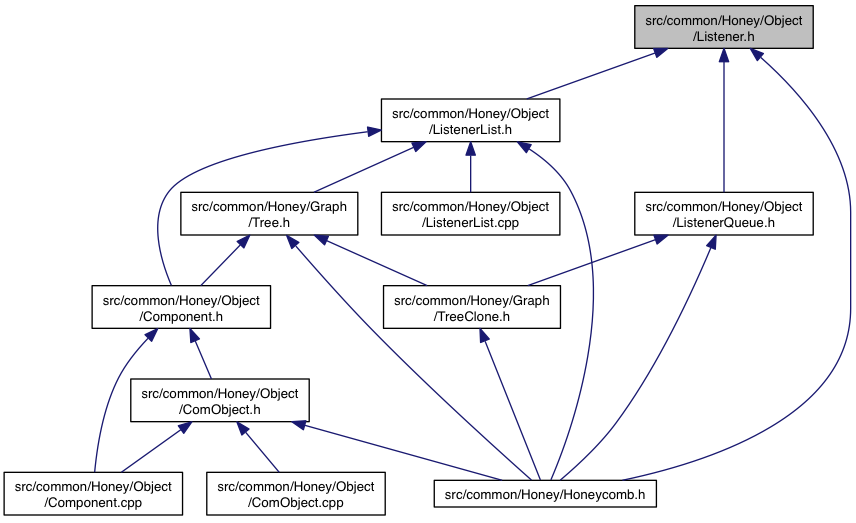 src/common/Honey/Object
/Listener.h
src/common/Honey/Object
/ListenerList.h
src/common/Honey/Graph
/Tree.h
src/common/Honey/Object
/ListenerList.cpp
src/common/Honey/Object
/ListenerQueue.h
src/common/Honey/Object
/Component.h
src/common/Honey/Graph
/TreeClone.h
src/common/Honey/Object
/ComObject.h
src/common/Honey/Object
/Component.cpp
src/common/Honey/Object
/ComObject.cpp
src/common/Honey/Honeycomb.h